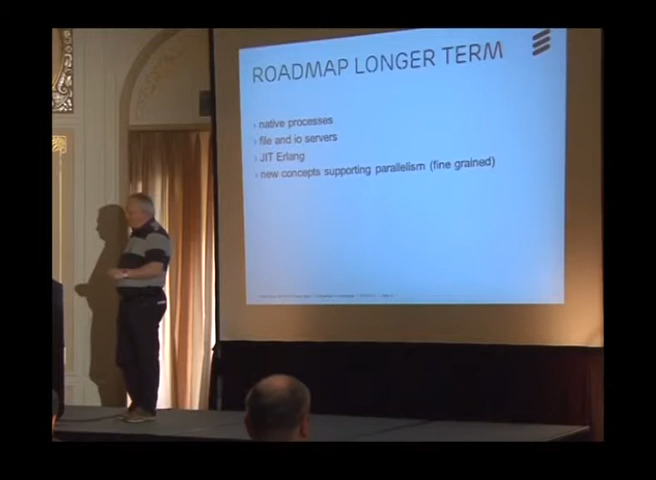 ROADMAP LONGER TERM
› native processes
› file and io servers
› JIT Erlang
› new concepts supporting parallelism (fine grained)